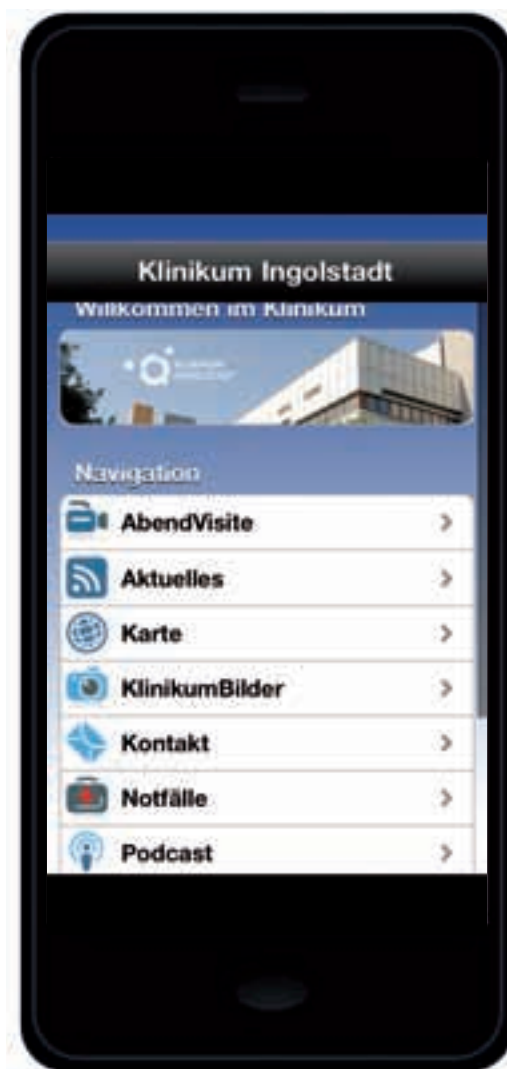 Klinikum Ingolstadt
Willkommen im Klinikum
Navigation
AbendVisite
Aktuelles
Karte
KlinikumBilder
Kontakt
Notfälle
Podcast